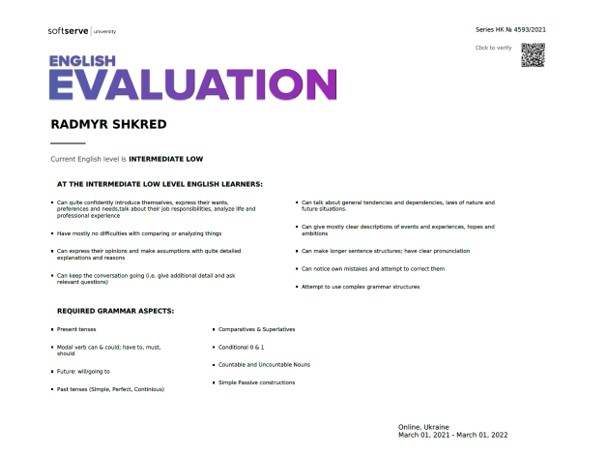 softserve university
Series HK № 4593/2021
Click to verify
ENGLISH
EVALUATION
RADMYR SHKRED
Current English level is INTERMEDIATE LOW
AT THE INTERMEDIATE LOW LEVEL ENGLISH LEARNERS:
• Can quite confidently introduce themselves, express their wants,
preferences and needs,talk about their job responsibilities, analyze life and
professional experience
• Have mostly no difficulties with comparing or analyzing things
• Can express their opinions and make assumptions with quite detailed
explanations and reasons
• Can keep the conversation going (i.e. give additional detail and ask
relevant questions)
• Can talk about general tendencies and dependencies, laws of nature and
future situations.
• Can give mostly clear descriptions of events and experiences, hopes and
ambitions
• Can make longer sentence structures; have clear pronunciation
• Can notice own mistakes and attempt to correct them
• Attempt to use complex grammar structures
REQUIRED GRAMMAR ASPECTS:
• Present tenses
• Modal verb can & could; have to, must,
should
• Future: will/going to
• Past tenses (Simple, Perfect, Continious)
• Comparatives & Superlatives
• Conditional 0 & 1
• Countable and Uncountable Nouns
• Simple Passive constructions
Online, Ukraine
March 01, 2021 - March 01, 2022